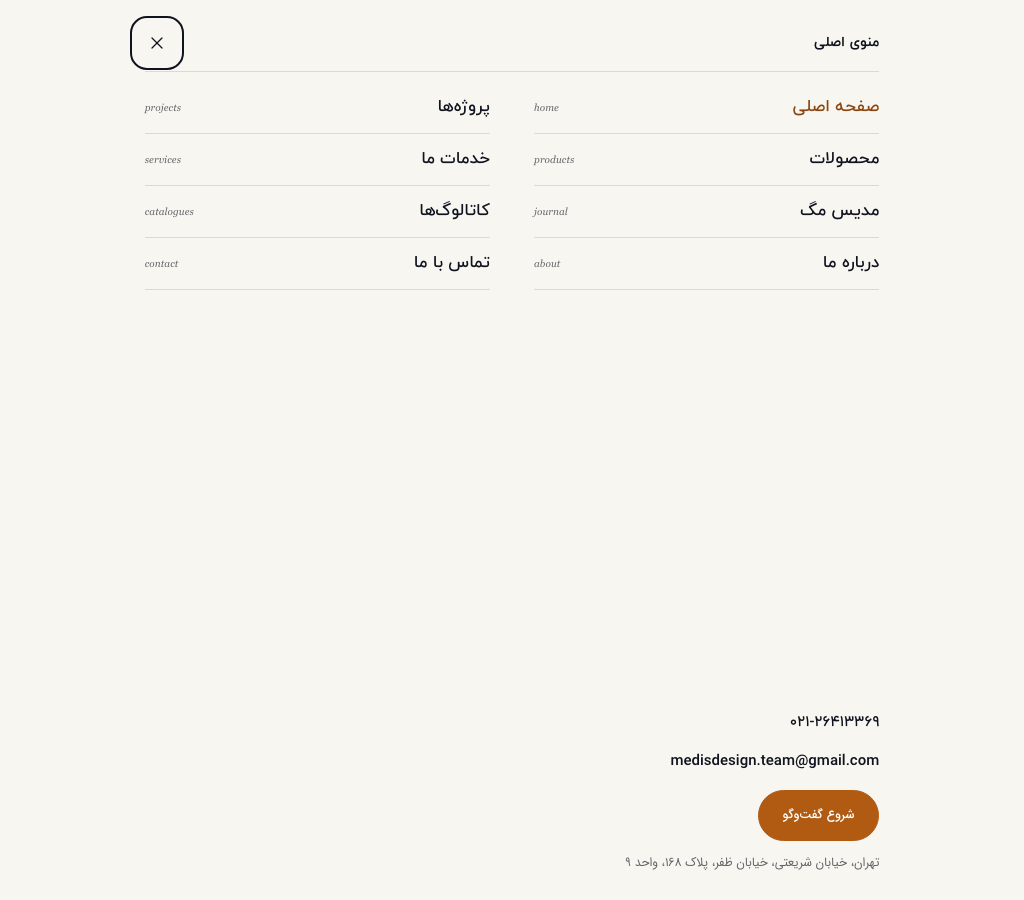 منوی اصلی
صفحه اصلی home
محصولات products
مدیس مگ journal
درباره ما about
پروژه‌ها projects
خدمات ما services
کاتالوگ‌ها catalogues
تماس با ما contact
۰۲۱-۲۶۴۱۳۳۶۹
medisdesign.team@gmail.com
شروع گفت‌وگو
تهران، خیابان شریعتی، خیابان ظفر، پلاک ۱۶۸، واحد ۹